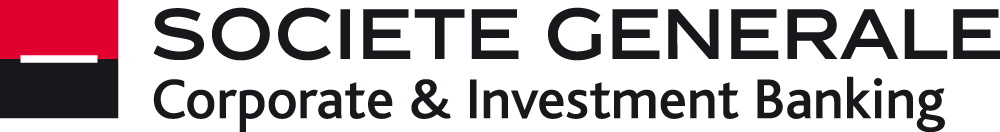 SOCIETE GENERALE
Corporate & Investment Banking